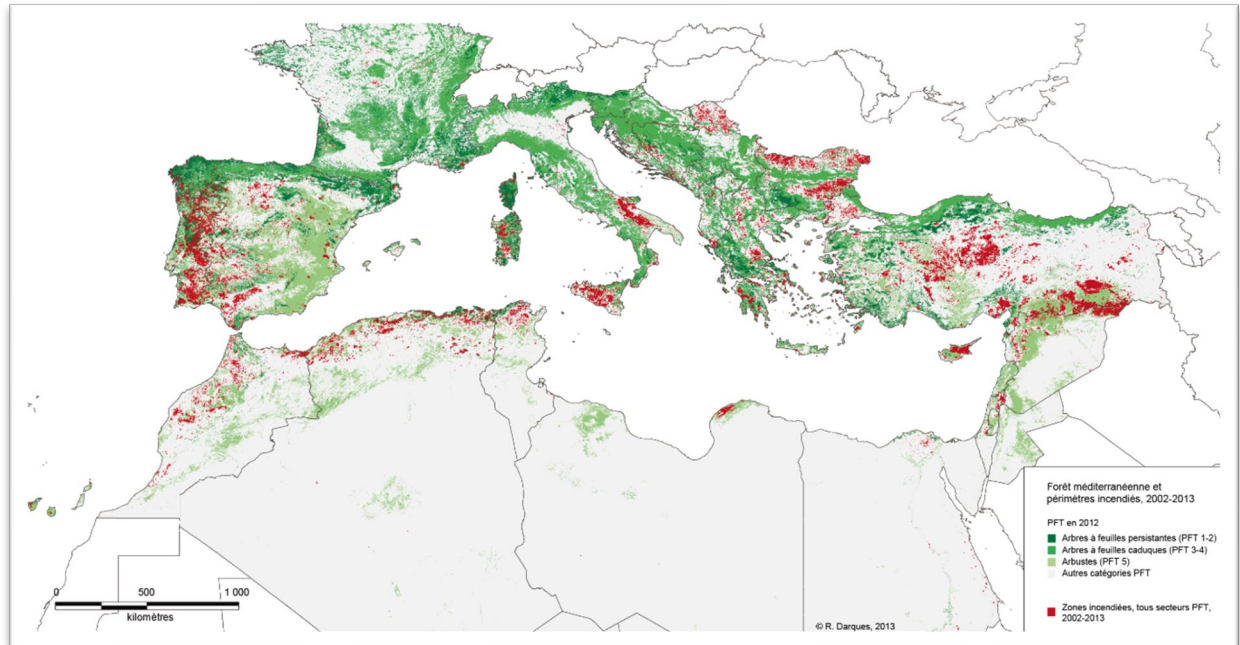 Forêt méditerranéenne et
périmètres incendiés, 2002-2013
PFT en 2012
Arbres à feuilles persistantes (PFT 1-2)
Arbres à feuilles caduques (PFT 3-4)
Arbustes (PFT 5)
Autres catégories PFT
Zones incendiées, tous secteurs PFT,
2002-2013
0 500 1 000
kilomètres
© R. Darques, 2013